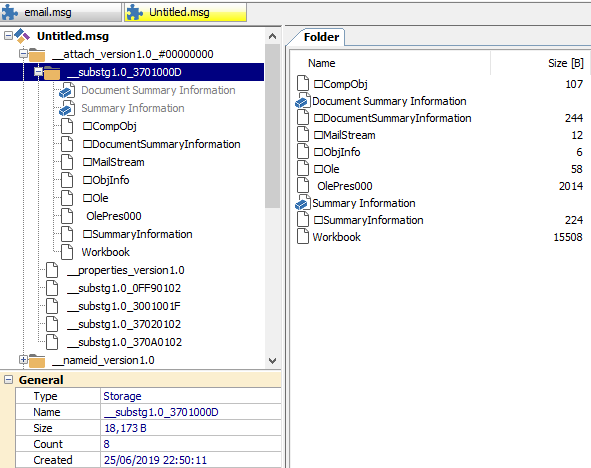 email.msg
Untitled.msg
Untitled.msg
__attach_version1.0_#00000000
__substg1.0_3701000D
Document Summary Information
Summary Information
□CompObj
□DocumentSummaryInformation
□MailStream
□ObjInfo
□Ole
OlePres000
□SummaryInformation
Workbook
__properties_version1.0
__substg1.0_0FF90102
__substg1.0_3001001F
__substg1.0_37020102
__substg1.0_370A0102
__nameid_version1.0
General
Type Storage
Name __substg1.0_3701000D
Size 18,173 B
Count 8
Created 25/06/2019 22:50:11
Folder
Name Size [B]
□CompObj 107
Document Summary Information
□DocumentSummaryInformation 244
□MailStream 12
□ObjInfo 6
□Ole 58
OlePres000 2014
Summary Information
□SummaryInformation 224
Workbook 15508